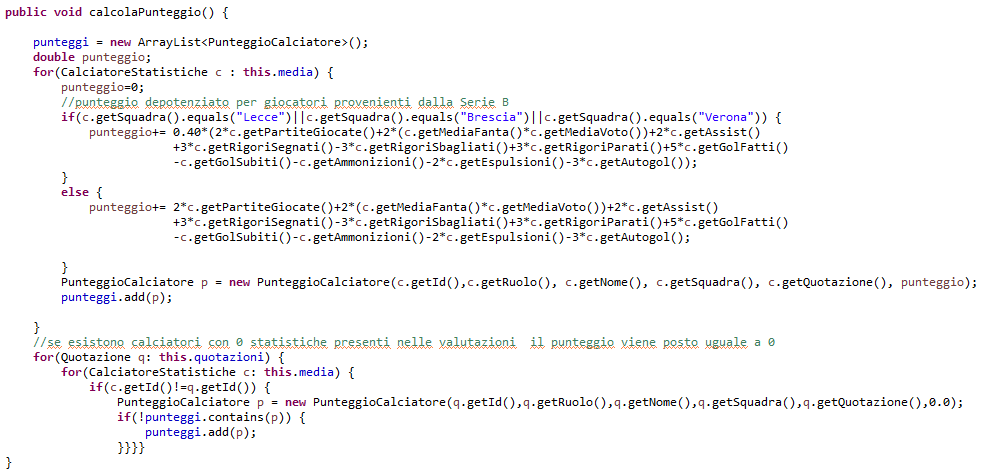 public void calcolaPunteggio() {
punteggi = new ArrayList<PunteggioCalciatore>();
double punteggio;
for(CalciatoreStatistiche c : this.media) {
punteggio=0;
//punteggio depotenziato per giocatori provenienti dalla Serie B
if(c.getSquadra().equals("Lecce")||c.getSquadra().equals("Brescia")||c.getSquadra().equals("Verona")) {
punteggio+= 0.40*(2*c.getPartiteGiocate()+2*(c.getMediaFanta()*c.getMediaVoto())+2*c.getAssist()
+3*c.getRigoriSegnati()-3*c.getRigoriSbagliati()+3*c.getRigoriParati()+5*c.getGolFatti()
-c.getGolSubiti()-c.getAmmonizioni()-2*c.getEspulsioni()-3*c.getAutogol());
}
else {
punteggio+= 2*c.getPartiteGiocate()+2*(c.getMediaFanta()*c.getMediaVoto())+2*c.getAssist()
+3*c.getRigoriSegnati()-3*c.getRigoriSbagliati()+3*c.getRigoriParati()+5*c.getGolFatti()
-c.getGolSubiti()-c.getAmmonizioni()-2*c.getEspulsioni()-3*c.getAutogol();
}
PunteggioCalciatore p = new PunteggioCalciatore(c.getId(),c.getRuolo(), c.getNome(), c.getSquadra(), c.getQuotazione(), punteggio);
punteggi.add(p);
}
//se esistono calciatori con 0 statistiche presenti nelle valutazioni  il punteggio viene posto uguale a 0
for(Quotazione q: this.quotazioni) {
for(CalciatoreStatistiche c: this.media) {
if(c.getId()!=q.getId()) {
PunteggioCalciatore p = new PunteggioCalciatore(q.getId(),q.getRuolo(),q.getNome(),q.getSquadra(),q.getQuotazione(),0.0);
if(!punteggi.contains(p)) {
punteggi.add(p);
}}}}
}